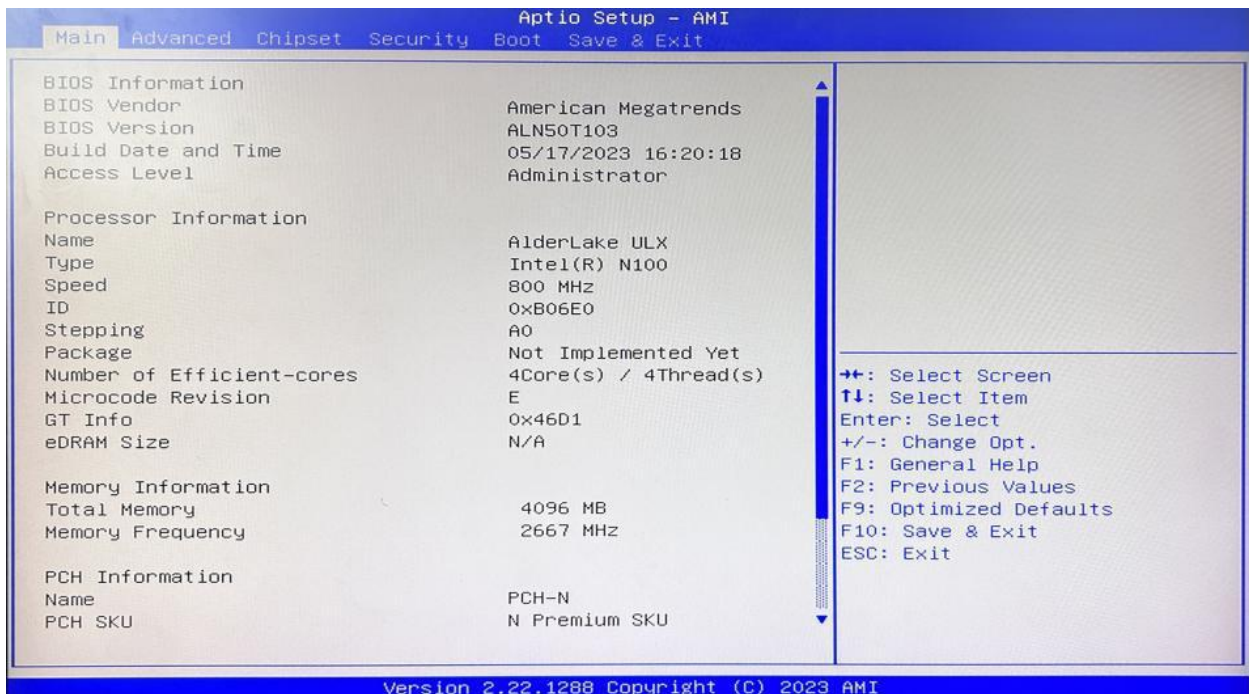 Aptio Setup - AMI
Main Advanced Chipset Security Boot Save & Exit
BIOS Information
BIOS Vendor American Megatrends
BIOS Version ALN50T103
Build Date and Time 05/17/2023 16:20:18
Access Level Administrator
Processor Information
Name AlderLake ULX
Type Intel(R) N100
Speed 800 MHz
ID 0xB06E0
Stepping A0
Package Not Implemented Yet
Number of Efficient-cores 4Core(s) / 4Thread(s)
Microcode Revision E
GT Info 0x46D1
eDRAM Size N/A
Memory Information
Total Memory 4096 MB
Memory Frequency 2667 MHz
PCH Information
Name PCH-N
PCH SKU N Premium SKU
→←: Select Screen
↑↓: Select Item
Enter: Select
+/-: Change Opt.
F1: General Help
F2: Previous Values
F9: Optimized Defaults
F10: Save & Exit
ESC: Exit
Version 2.22.1288 Copyright (C) 2023 AMI